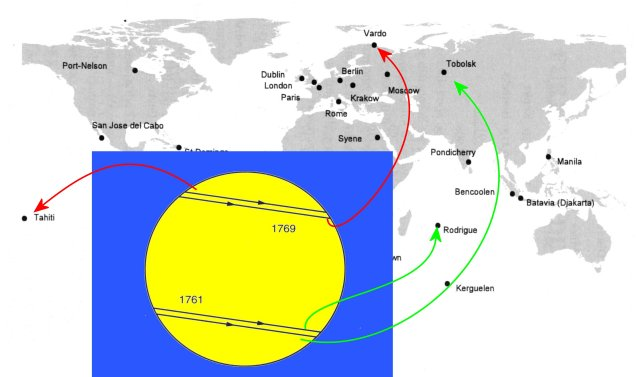 Vardo
Port-Nelson
Dublin
Berlin
Tobolsk
London
Moscow
Paris
Krakow
Rome
San Jose del Cabo
Syene
Pondicherry
Manila
Bencoolen
Batavia (Djakarta)
Tahiti
1769
Rodrigue
wn
1761
Kerguelen